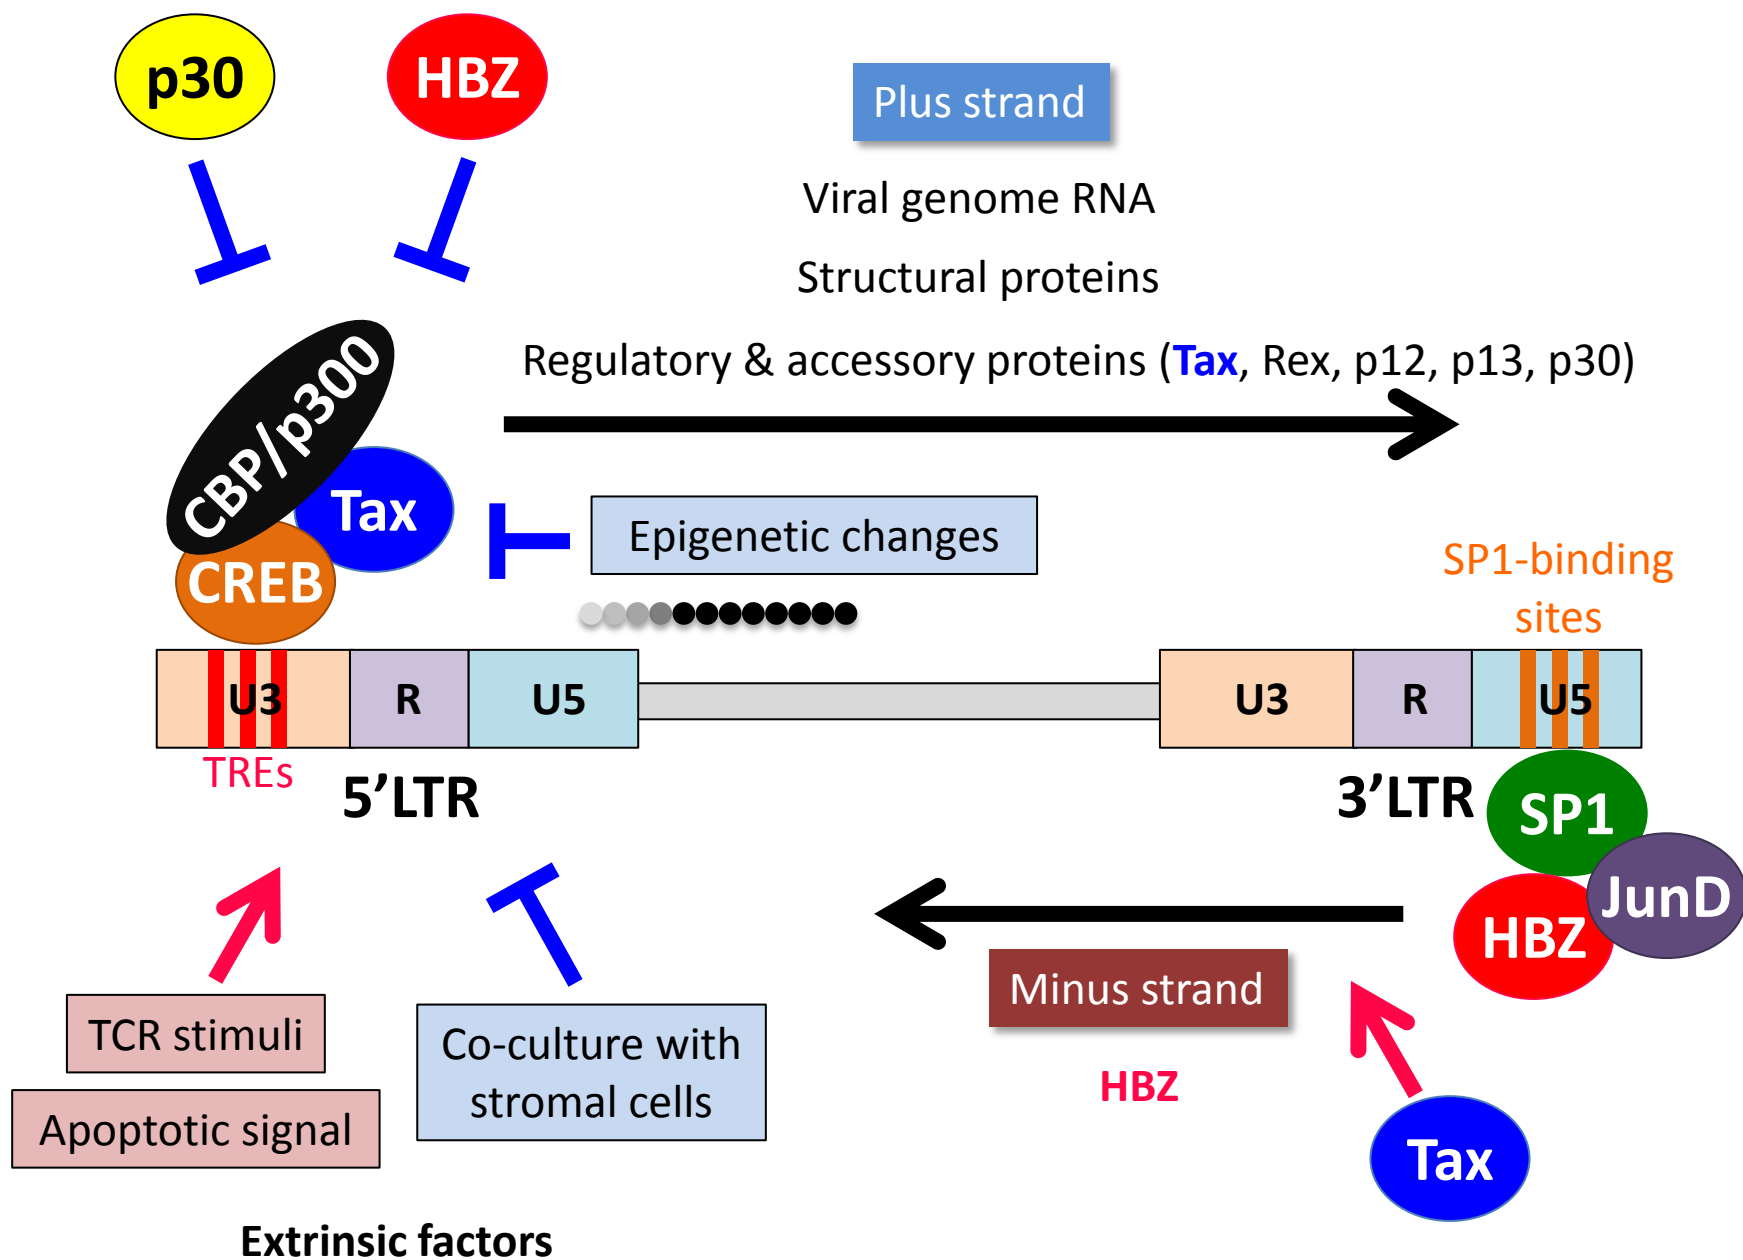 p30
HBZ
Plus strand
Viral genome RNA
Structural proteins
Regulatory & accessory proteins (Tax, Rex, p12, p13, p30)
CBP/p300
Tax
CREB
Epigenetic changes
SP1-binding
sites
U3
R
U5
U3
R
U5
TREs
5’LTR
3’LTR
SP1
JunD
HBZ
Minus strand
HBZ
Tax
TCR stimuli
Apoptotic signal
Co-culture with
stromal cells
Extrinsic factors